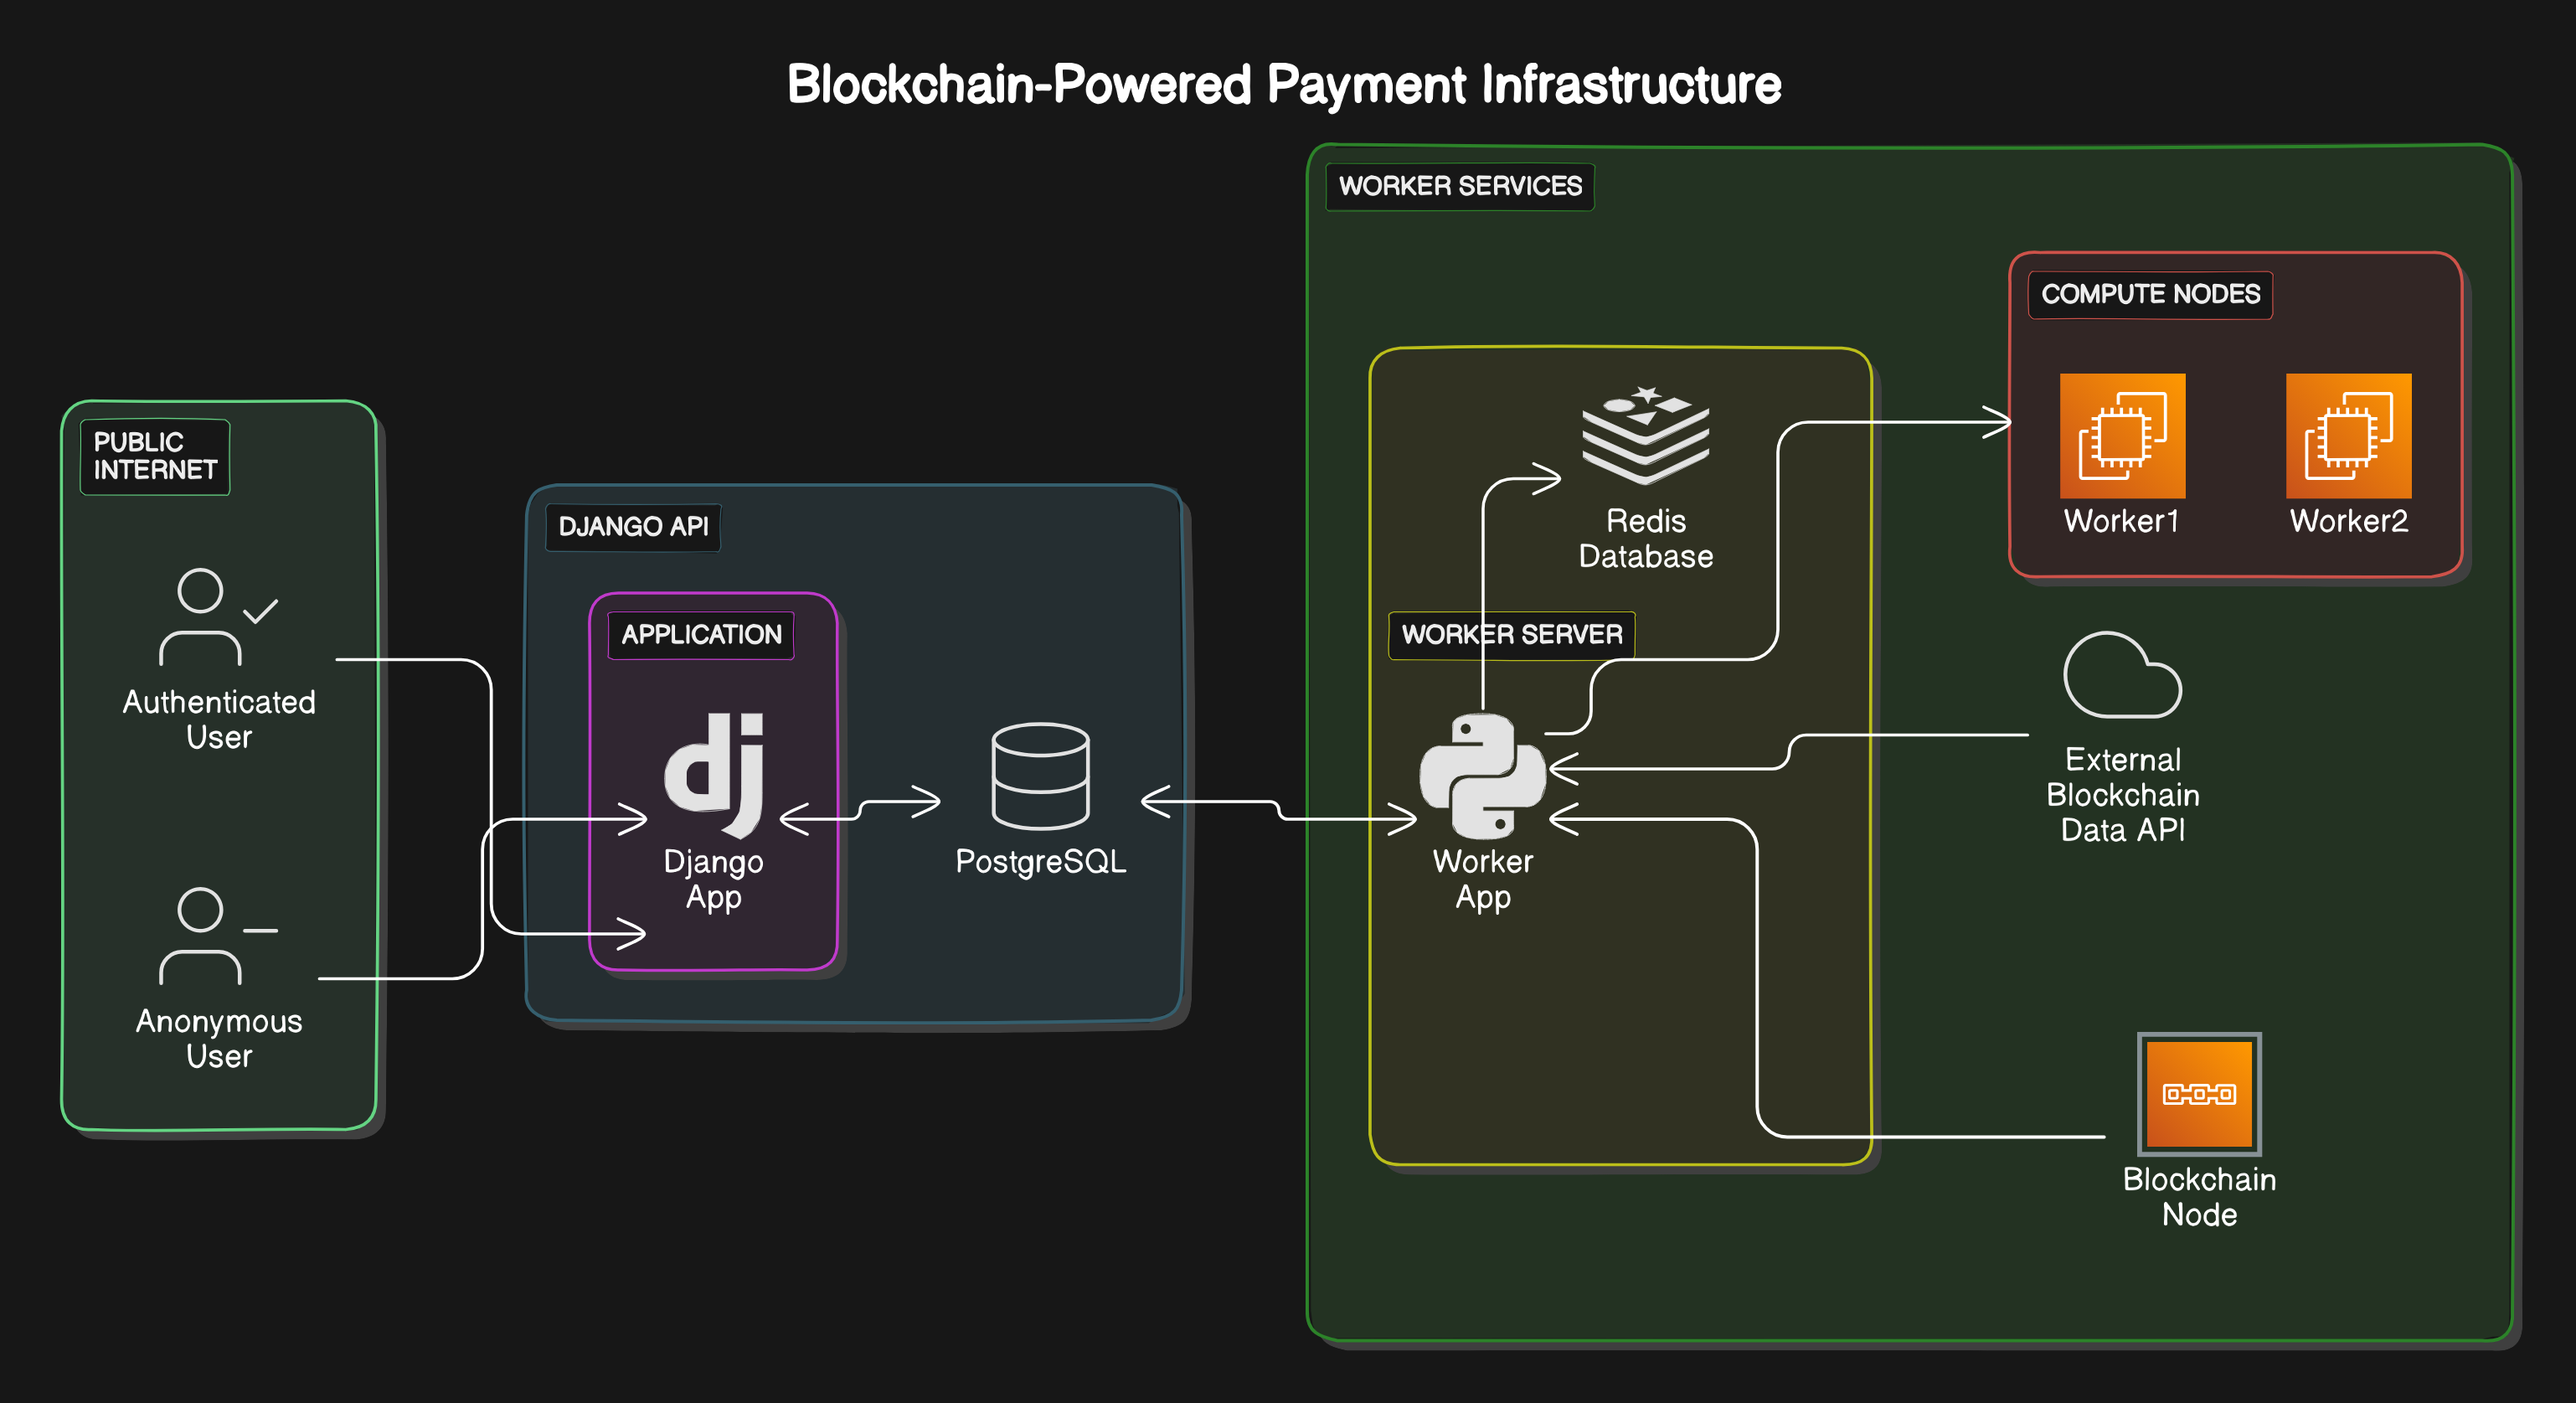 Blockchain-Powered Payment Infrastructure
PUBLIC
INTERNET
Authenticated
User
Anonymous
User
DJANGO API
APPLICATION
dj
Django
App
PostgreSQL
WORKER SERVICES
WORKER SERVER
Redis
Database
Worker
App
COMPUTE NODES
Worker1
Worker2
External
Blockchain
Data API
Blockchain
Node